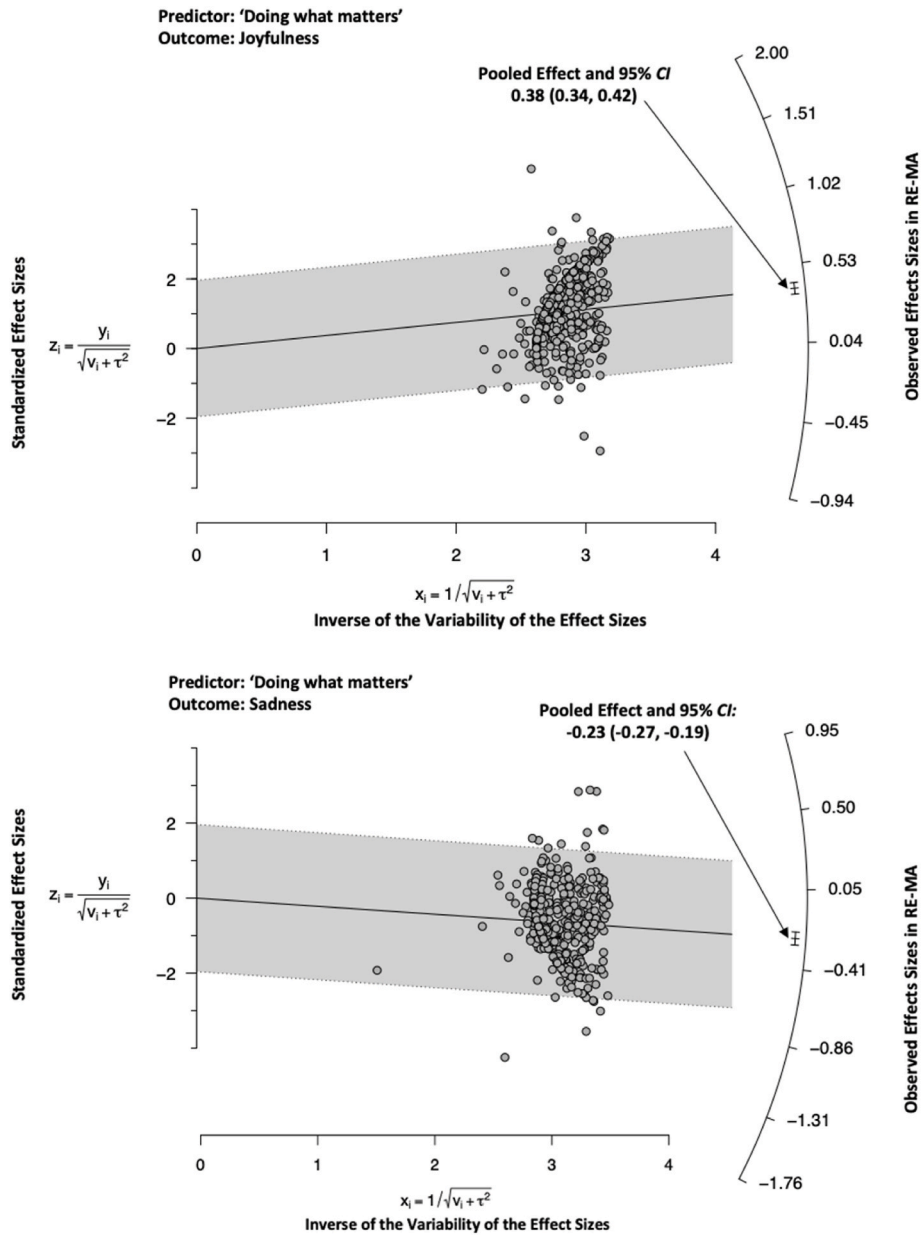 Predictor: ‘Doing what matters’
Outcome: Joyfulness
Pooled Effect and 95% CI
0.38 (0.34, 0.42)
2.00
1.51
1.02
0.53
0.04
−0.45
−0.94
Observed Effects Sizes in RE-MA
Standardized Effect Sizes
zᵢ = yᵢ / √(vᵢ + τ²)
2
0
−2
0 1 2 3 4
xᵢ = 1/√(vᵢ + τ²)
Inverse of the Variability of the Effect Sizes
Predictor: ‘Doing what matters’
Outcome: Sadness
Pooled Effect and 95% CI:
-0.23 (-0.27, -0.19)
0.95
0.50
0.05
−0.41
−0.86
−1.31
−1.76
Observed Effects Sizes in RE-MA
Standardized Effect Sizes
zᵢ = yᵢ / √(vᵢ + τ²)
2
0
−2
0 1 2 3 4
xᵢ = 1/√(vᵢ + τ²)
Inverse of the Variability of the Effect Sizes